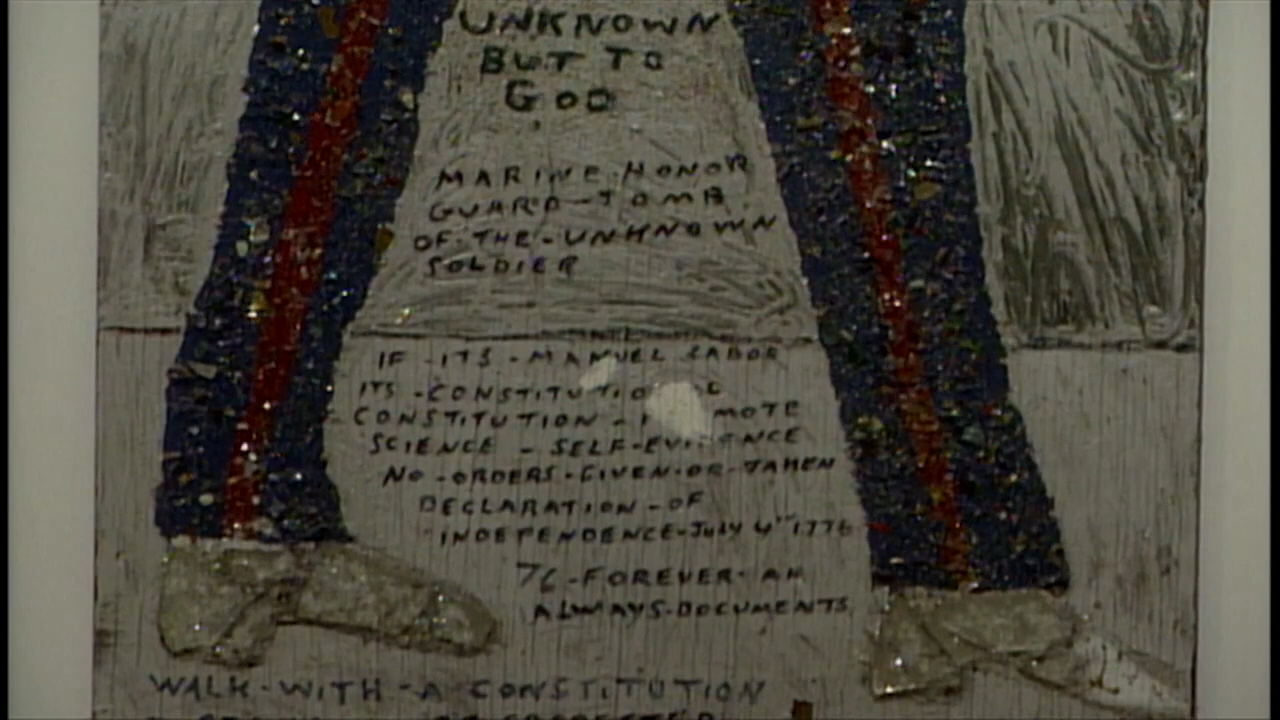 UNKNOWN
BUT TO
GOD
MARINE-HONOR
GUARD-TOMB
OF-THE-UNKNOWN
SOLDIER
IF-ITS-MANUEL LABOR
ITS-CONSTITUTIONAL
CONSTITUTION-
SCIENCE-SELF-EVIDENCE
NO-ORDERS-GIVEN-OR-TAKEN
DECLARATION-OF
INDEPENDENCE-JULY 4TH 1776
76-FOREVER-AN
ALWAYS-DOCUMENTS
WALK-WITH-A CONSTITUTION